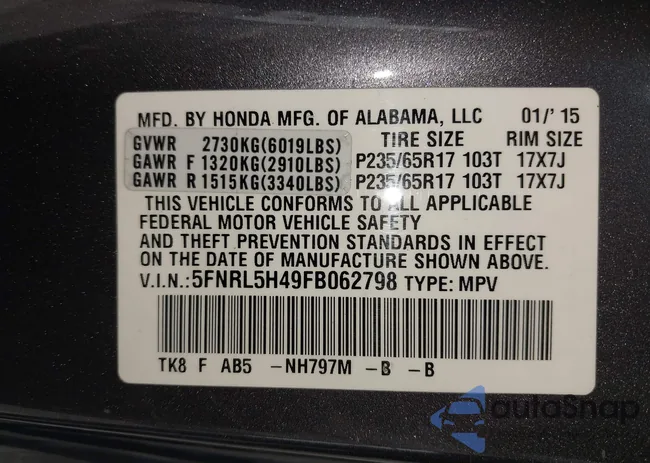 MFD. BY HONDA MFG. OF ALABAMA, LLC 01/'15
GVWR 2730KG(6019LBS) TIRE SIZE RIM SIZE
GAWR F 1320KG(2910LBS) P235/65R17 103T 17X7J
GAWR R 1515KG(3340LBS) P235/65R17 103T 17X7J
THIS VEHICLE CONFORMS TO ALL APPLICABLE
FEDERAL MOTOR VEHICLE SAFETY
AND THEFT PREVENTION STANDARDS IN EFFECT
ON THE DATE OF MANUFACTURE SHOWN ABOVE.
V.I.N.: 5FNRL5H49FB062798 TYPE: MPV
TK8 F AB5 -NH797M -B -B
autoSnap